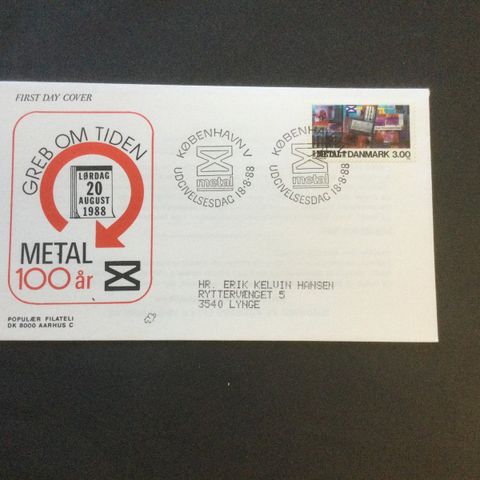 FIRST DAY COVER
GREB OM TIDEN
LØRDAG
20
AUGUST
1988
METAL
100 år
POPULÆR FILATELI
DK 8000 AARHUS C
KØBENHAVN V
metal
UDGIVELSESDAG 18-8-88
KØBENHAVN V
metal
UDGIVELSESDAG 18-8-88
DANMARK 3.00
HR. ERIK KELVIN HANSEN
RYTTERVÆNGET 5
3540 LYNGE